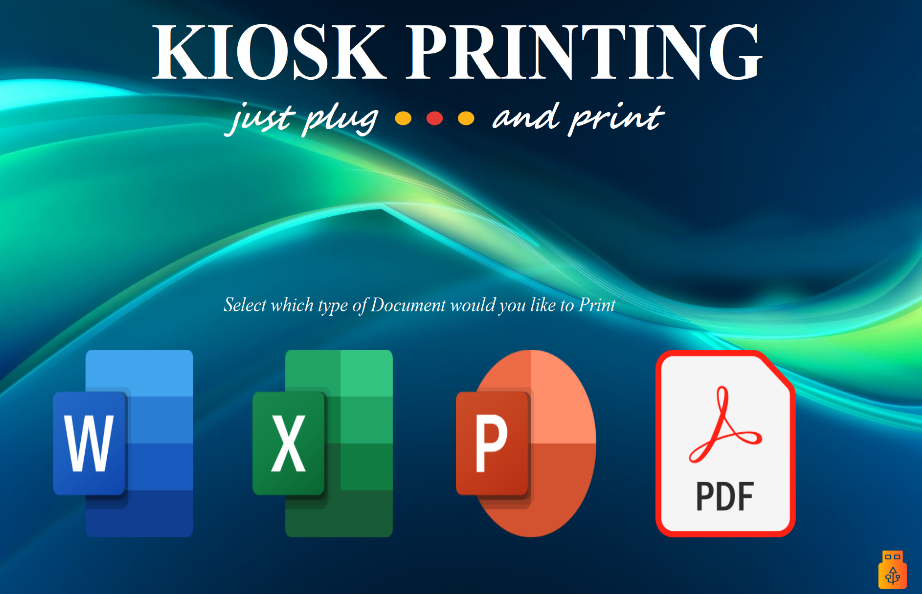 KIOSK PRINTING
just plug ● ● ● and print
Select which type of Document would you like to Print
W X P PDF